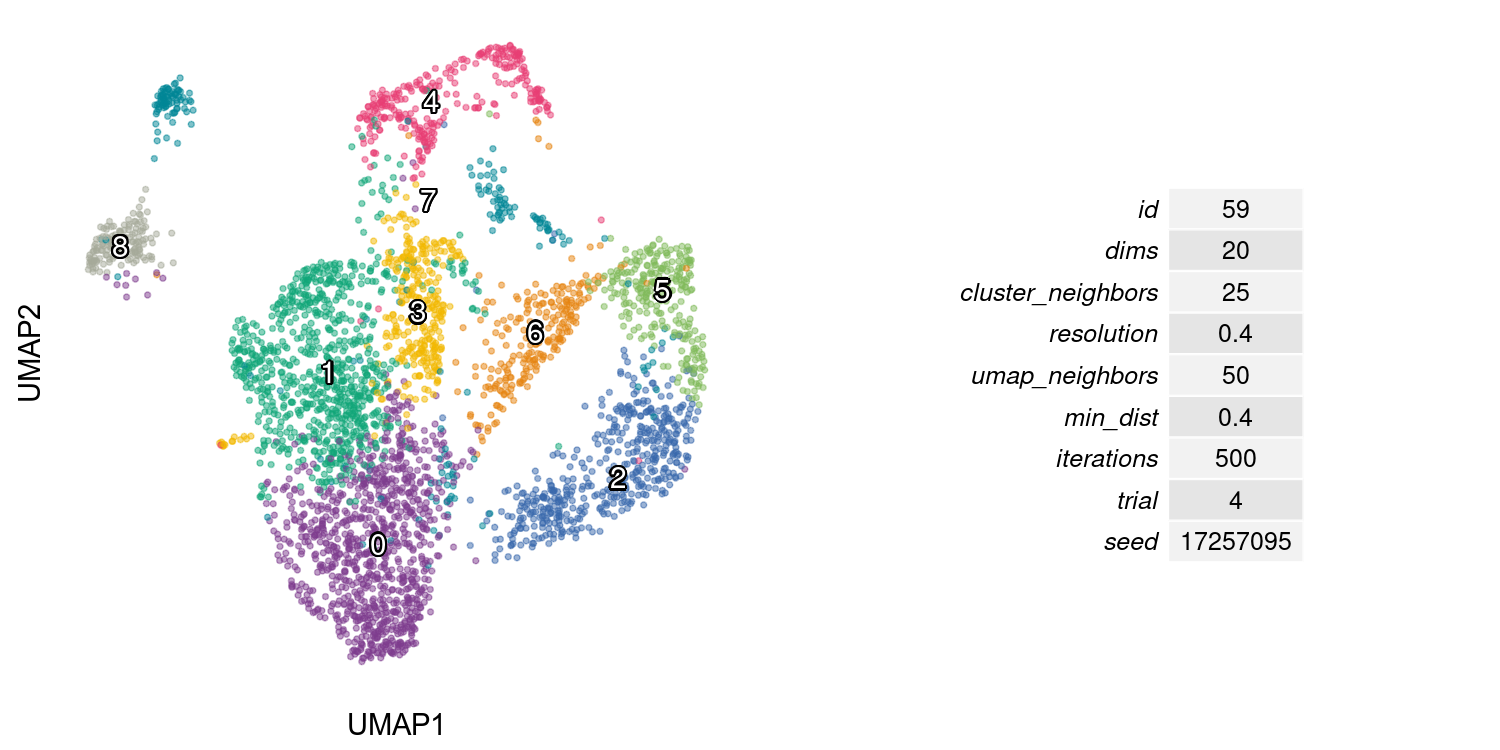 4
7
8
5
3
6
1
2
0
UMAP2
UMAP1
id 59
dims 20
cluster_neighbors 25
resolution 0.4
umap_neighbors 50
min_dist 0.4
iterations 500
trial 4
seed 17257095